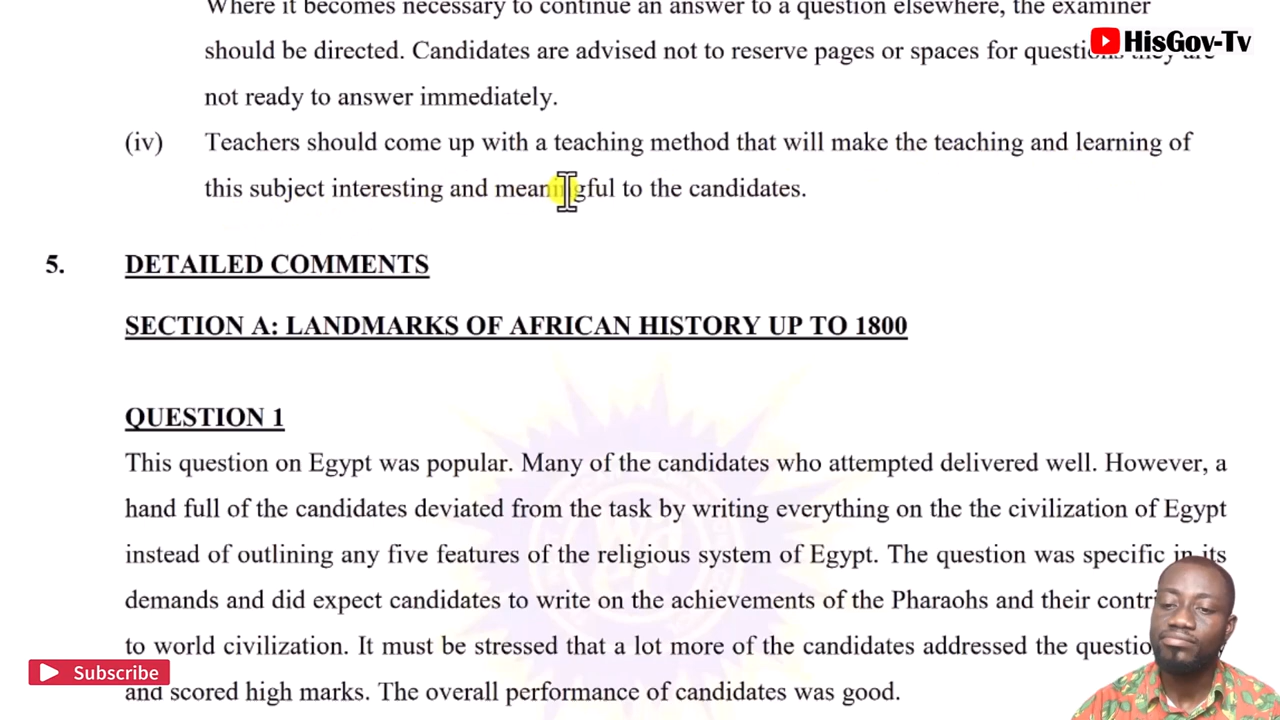 Where it becomes necessary to continue an answer to a question elsewhere, the examiner
HisGov-Tv
should be directed. Candidates are advised not to reserve pages or spaces for questions they are
not ready to answer immediately.
(iv) Teachers should come up with a teaching method that will make the teaching and learning of
this subject interesting and meaningful to the candidates.
5. DETAILED COMMENTS
SECTION A: LANDMARKS OF AFRICAN HISTORY UP TO 1800
QUESTION 1
This question on Egypt was popular. Many of the candidates who attempted delivered well. However, a
hand full of the candidates deviated from the task by writing everything on the the civilization of Egypt
instead of outlining any five features of the religious system of Egypt. The question was specific in its
demands and did expect candidates to write on the achievements of the Pharaohs and their contr
to world civilization. It must be stressed that a lot more of the candidates addressed the questio
Subscribe
and scored high marks. The overall performance of candidates was good.